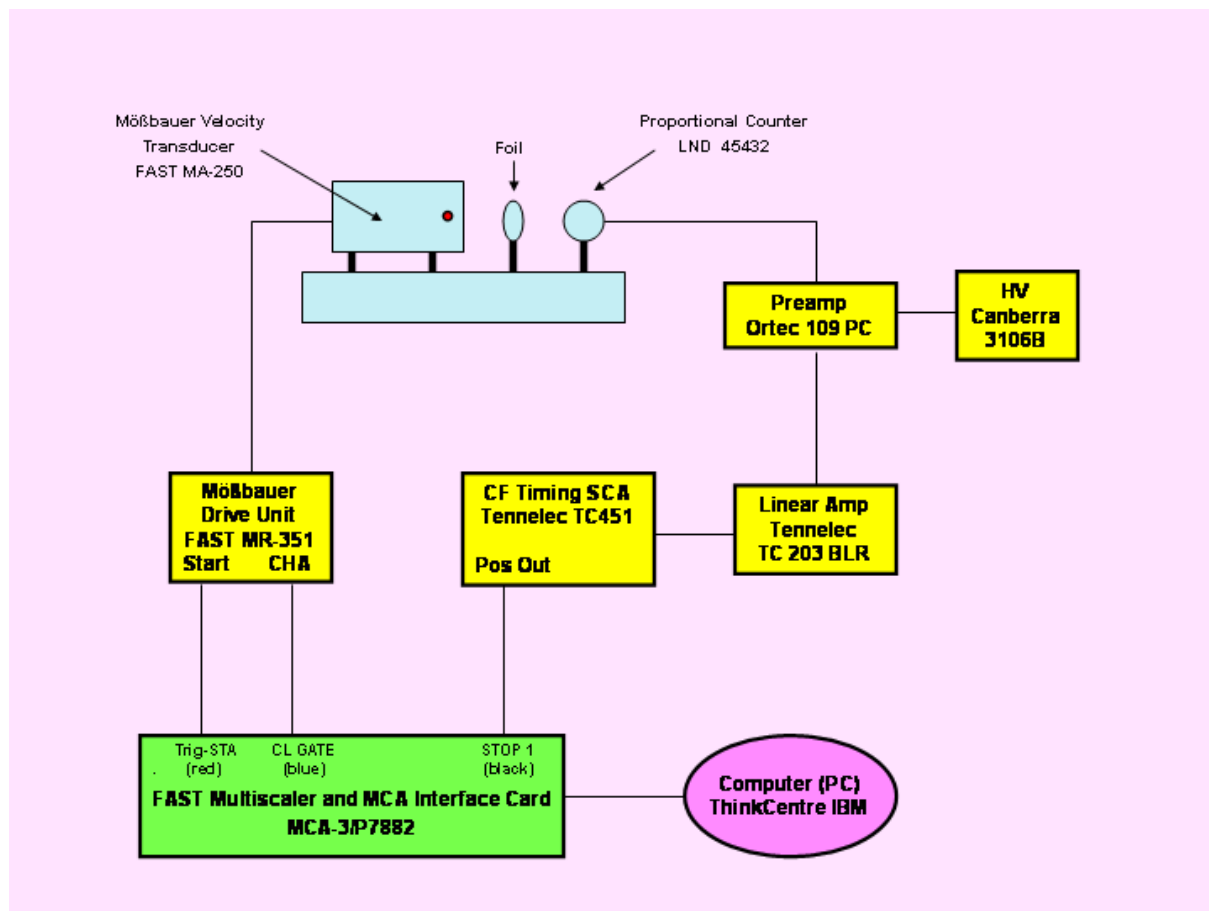 Mößbauer Velocity
Transducer
FAST MA-250
Foil
Proportional Counter
LND 45432
Preamp
Ortec 109 PC
HV
Canberra
3106B
Mößbauer
Drive Unit
FAST MR-351
Start CHA
CF Timing SCA
Tennelec TC451
Pos Out
Linear Amp
Tennelec
TC 203 BLR
Trig-STA
(red)
CL GATE
(blue)
STOP 1
(black)
.
FAST Multiscaler and MCA Interface Card
MCA-3/P7882
Computer (PC)
ThinkCentre IBM